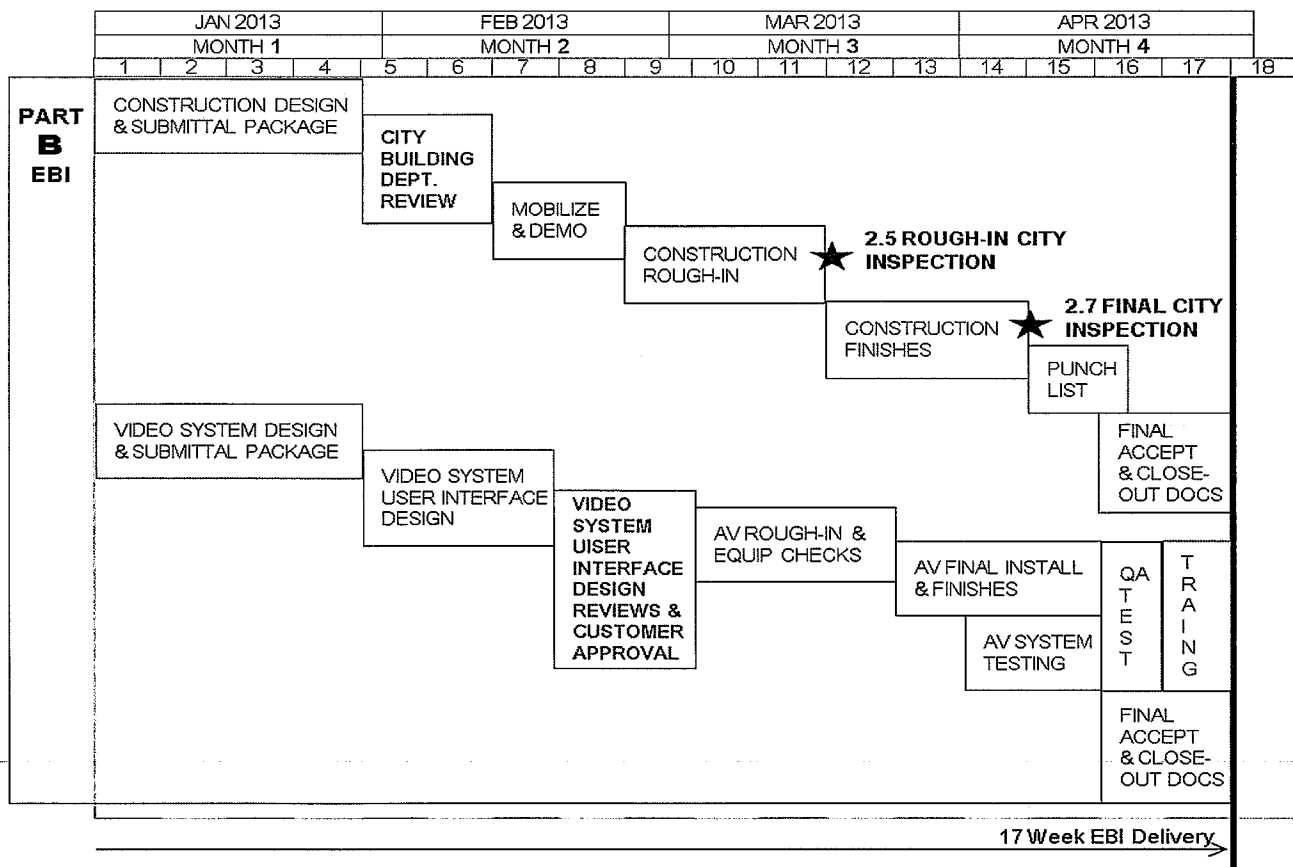 JAN 2013 FEB 2013 MAR 2013 APR 2013
MONTH 1 MONTH 2 MONTH 3 MONTH 4
1 2 3 4 5 6 7 8 9 10 11 12 13 14 15 16 17 18
PART
B
EBI
CONSTRUCTION DESIGN
& SUBMITTAL PACKAGE
CITY
BUILDING
DEPT.
REVIEW
MOBILIZE
& DEMO
CONSTRUCTION
ROUGH-IN
2.5 ROUGH-IN CITY
INSPECTION
CONSTRUCTION
FINISHES
2.7 FINAL CITY
INSPECTION
PUNCH
LIST
FINAL
ACCEPT
& CLOSE-
OUT DOCS
VIDEO SYSTEM DESIGN
& SUBMITTAL PACKAGE
VIDEO SYSTEM
USER INTERFACE
DESIGN
VIDEO
SYSTEM
UISER
INTERFACE
DESIGN
REVIEWS &
CUSTOMER
APPROVAL
AV ROUGH-IN &
EQUIP CHECKS
AV FINAL INSTALL
& FINISHES
AV SYSTEM
TESTING
QA
T
E
S
T
T
R
A
I
N
G
FINAL
ACCEPT
& CLOSE-
OUT DOCS
17 Week EBI Delivery